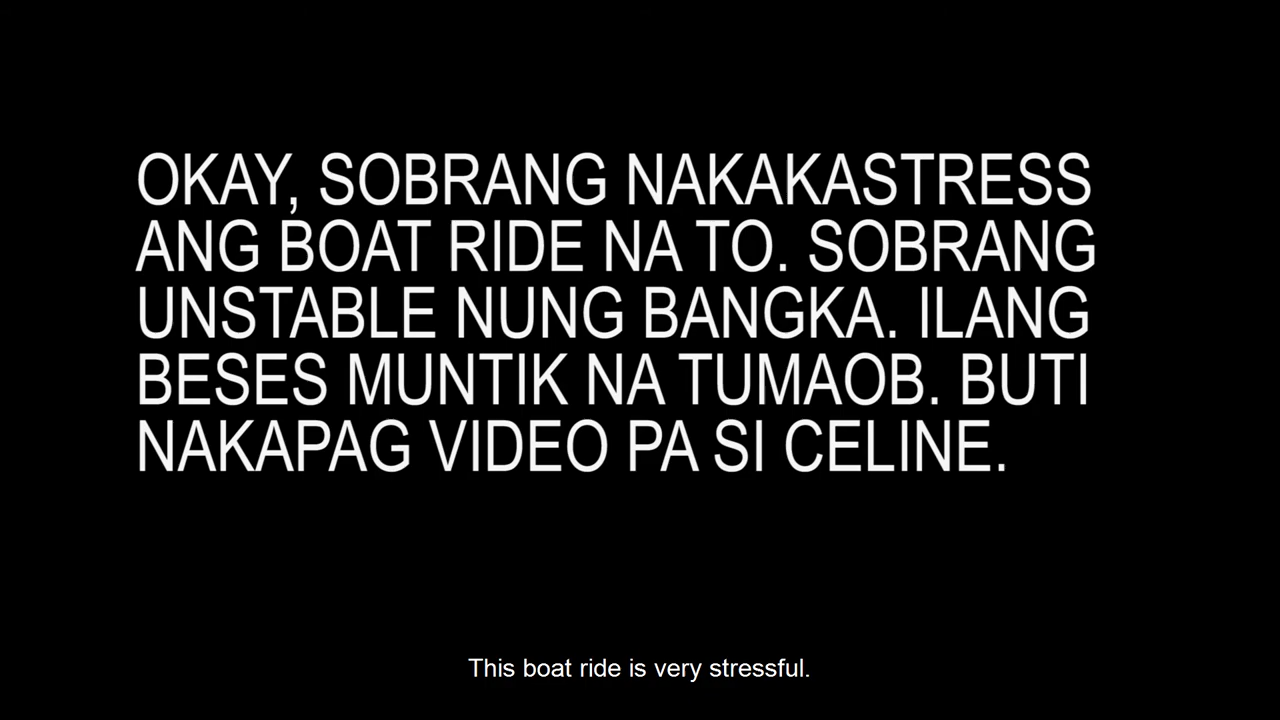 OKAY, SOBRANG NAKAKASTRESS
ANG BOAT RIDE NA TO. SOBRANG
UNSTABLE NUNG BANGKA. ILANG
BESES MUNTIK NA TUMAOB. BUTI
NAKAPAG VIDEO PA SI CELINE.
This boat ride is very stressful.